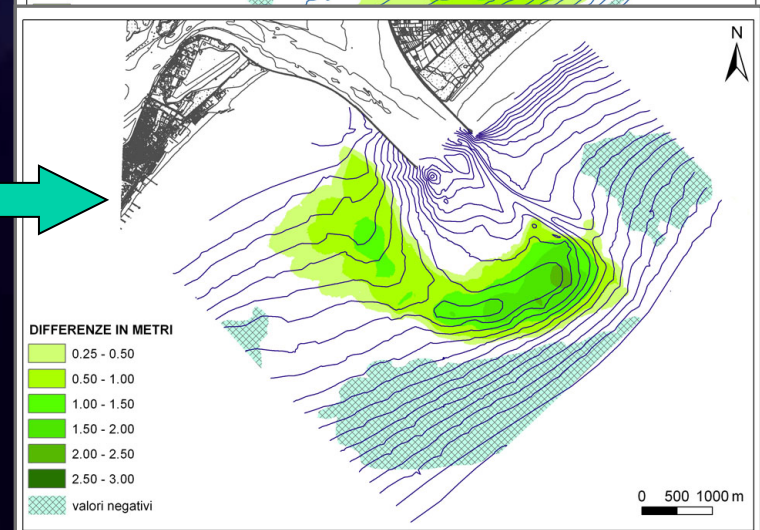 N
DIFFERENZE IN METRI
0.25 - 0.50
0.50 - 1.00
1.00 - 1.50
1.50 - 2.00
2.00 - 2.50
2.50 - 3.00
valori negativi
0 500 1000 m